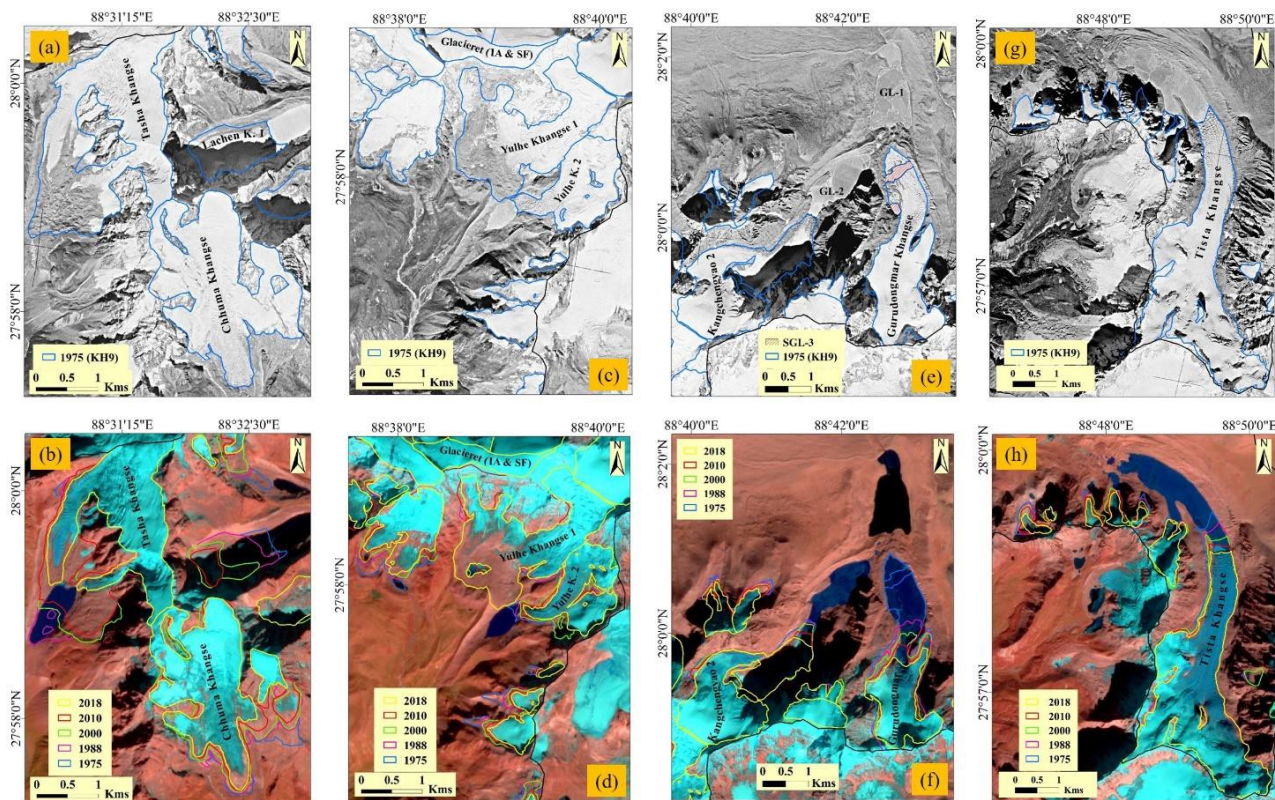 88°31'15"E 88°32'30"E
28°0'0"N
27°58'0"N
(a)
N
Tasha Khangse
Lachen K. 1
Chhuma Khangse
1975 (KH9)
0 0.5 1
Kms
88°38'0"E 88°40'0"E
27°58'0"N
N
Glacieret (1A & SF)
Yulhe Khangse 1
Yulhe K. 2
1975 (KH9)
0 0.5 1
Kms
(c)
88°40'0"E 88°42'0"E
28°2'0"N
28°0'0"N
N
GL-1
GL-2
Kangchengyao 2
Gurudongmar Khangse
SGL-3
1975 (KH9)
0 0.5 1
Kms
(e)
88°48'0"E 88°50'0"E
28°0'0"N
27°57'0"N
(g)
N
Tista Khangse
1975 (KH9)
0 0.5 1
Kms
88°31'15"E 88°32'30"E
28°0'0"N
27°58'0"N
(b)
N
Tasha Khangse
Chhuma Khangse
2018
2010
2000
1988
1975
0 0.5 1
Kms
88°38'0"E 88°40'0"E
27°58'0"N
N
Glacieret (1A & SF)
Yulhe Khangse 1
Yulhe K. 2
2018
2010
2000
1988
1975
0 0.5 1
Kms
(d)
88°40'0"E 88°42'0"E
28°2'0"N
28°0'0"N
N
2018
2010
2000
1988
1975
Kangchengyao 2
Gurudongmar
0 0.5 1
Kms
(f)
88°48'0"E 88°50'0"E
28°0'0"N
27°57'0"N
N
Tista Khangse
2018
2010
2000
1988
1975
0 0.5 1
Kms
(h)